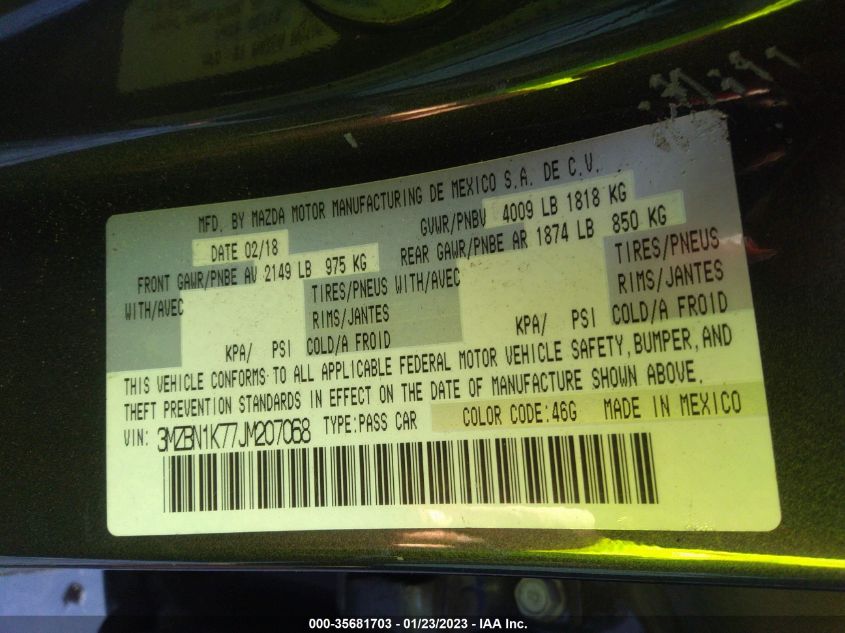 MFD. BY MAZDA MOTOR MANUFACTURING DE MEXICO S.A. DE C.V.
DATE 02/18 GVWR/PNBV 4009 LB 1818 KG
FRONT GAWR/PNBE AV 2149 LB 975 KG REAR GAWR/PNBE AR 1874 LB 850 KG
WITH/AVEC TIRES/PNEUS WITH/AVEC TIRES/PNEUS
RIMS/JANTES RIMS/JANTES
KPA/ PSI COLD/A FROID KPA/ PSI COLD/A FROID
THIS VEHICLE CONFORMS TO ALL APPLICABLE FEDERAL MOTOR VEHICLE SAFETY, BUMPER, AND
THEFT PREVENTION STANDARDS IN EFFECT ON THE DATE OF MANUFACTURE SHOWN ABOVE.
VIN: 3MZBN1K77JM207068 TYPE:PASS CAR COLOR CODE:46G MADE IN MEXICO
000-35681703 - 01/23/2023 - IAA Inc.